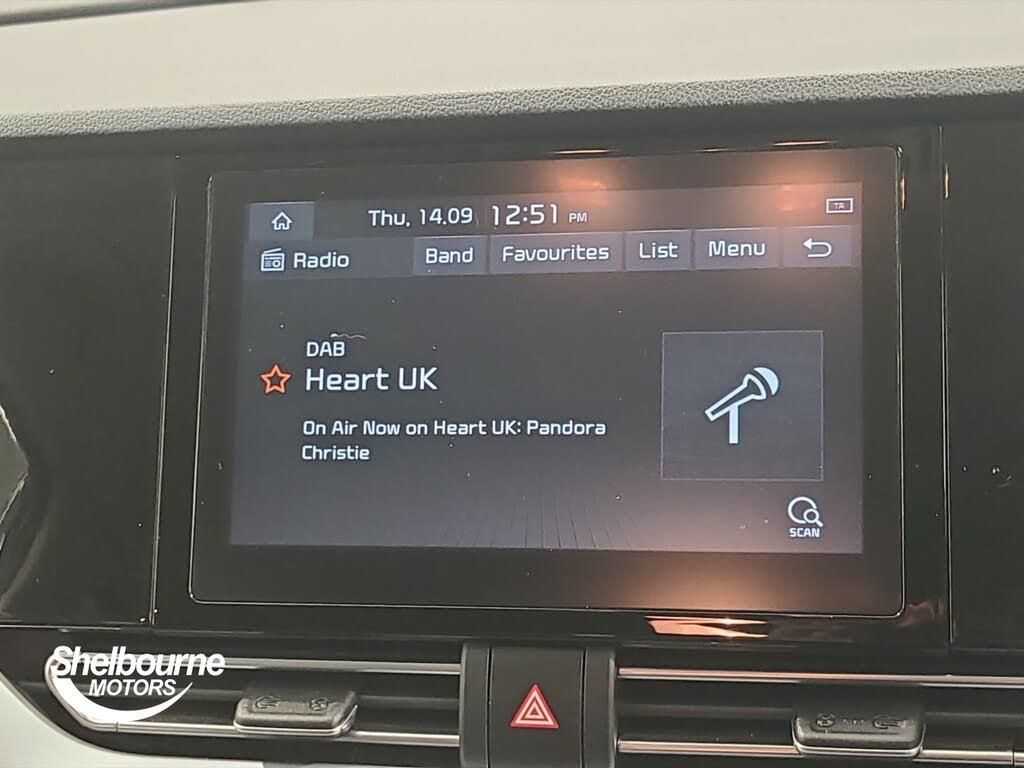 Thu, 14.09 12:51 PM TA
Radio Band Favourites List Menu
DAB
Heart UK
On Air Now on Heart UK: Pandora
Christie
SCAN
Shelbourne
MOTORS